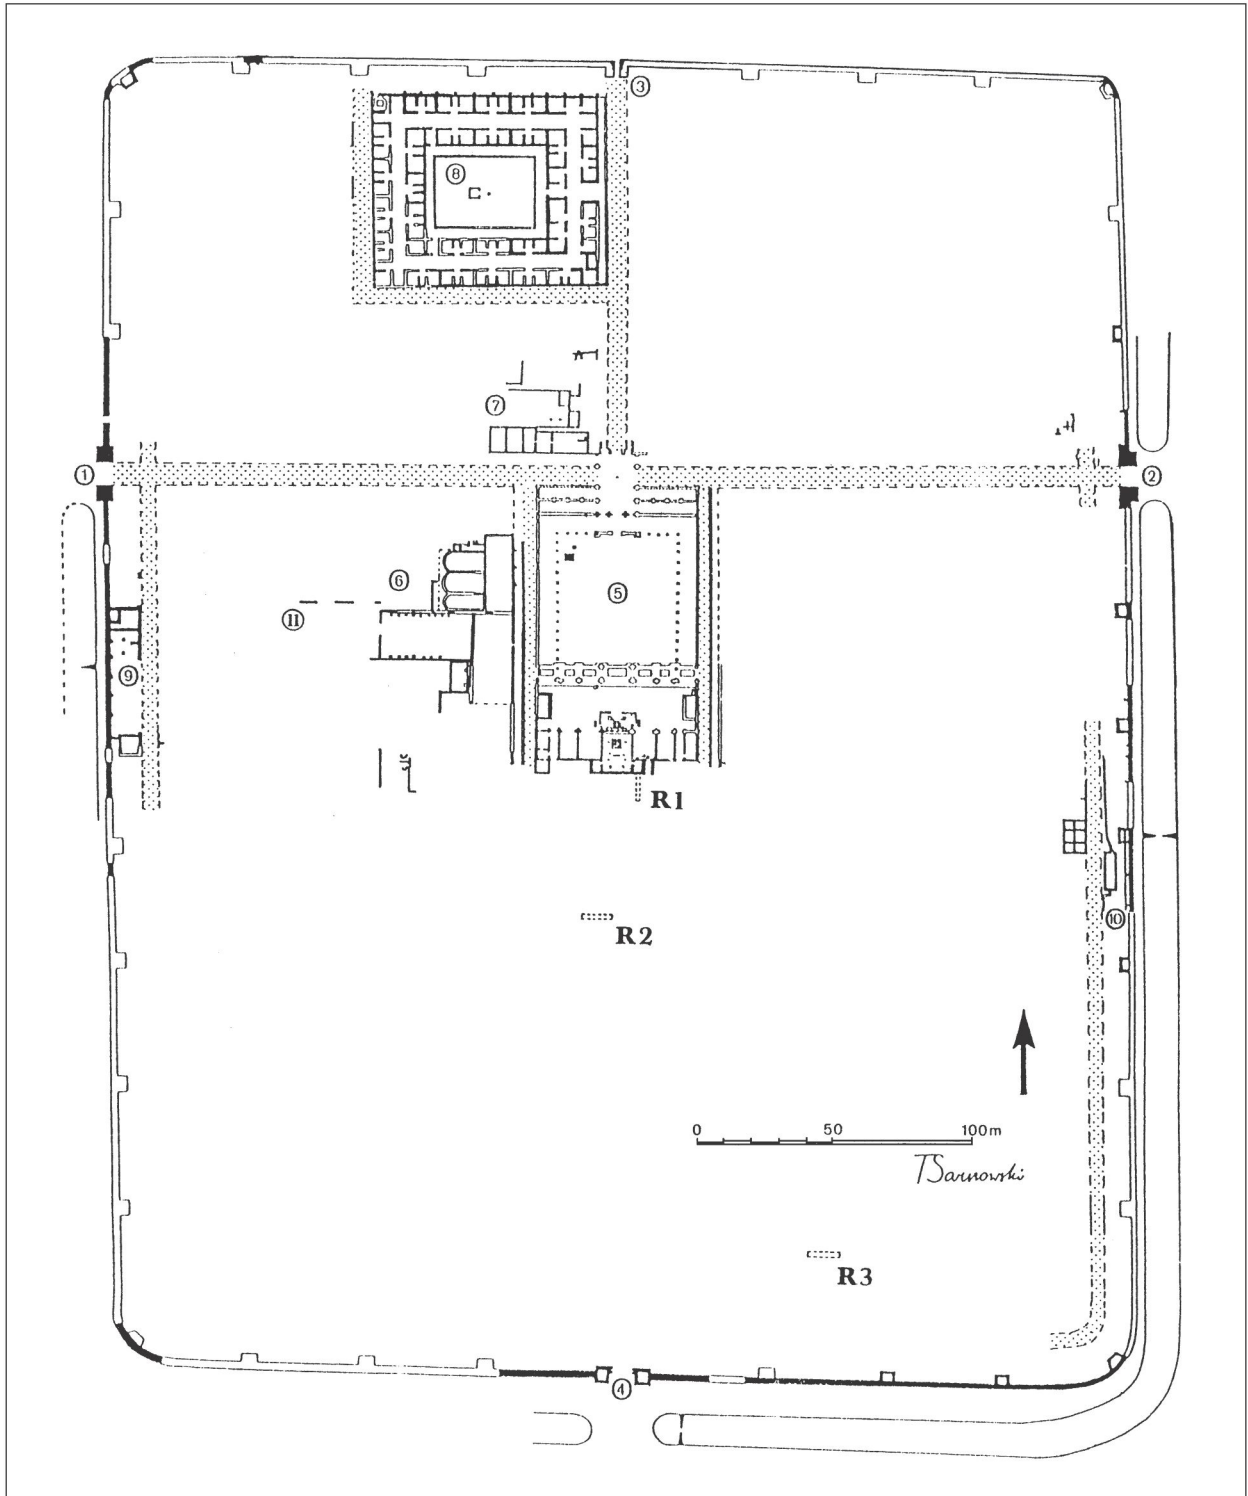 ③
⑧
⑦
① ②
⑥ ⑤
⑪
⑨
R1
R2
⑩
0 50 100m
TSarnowski
R3
④